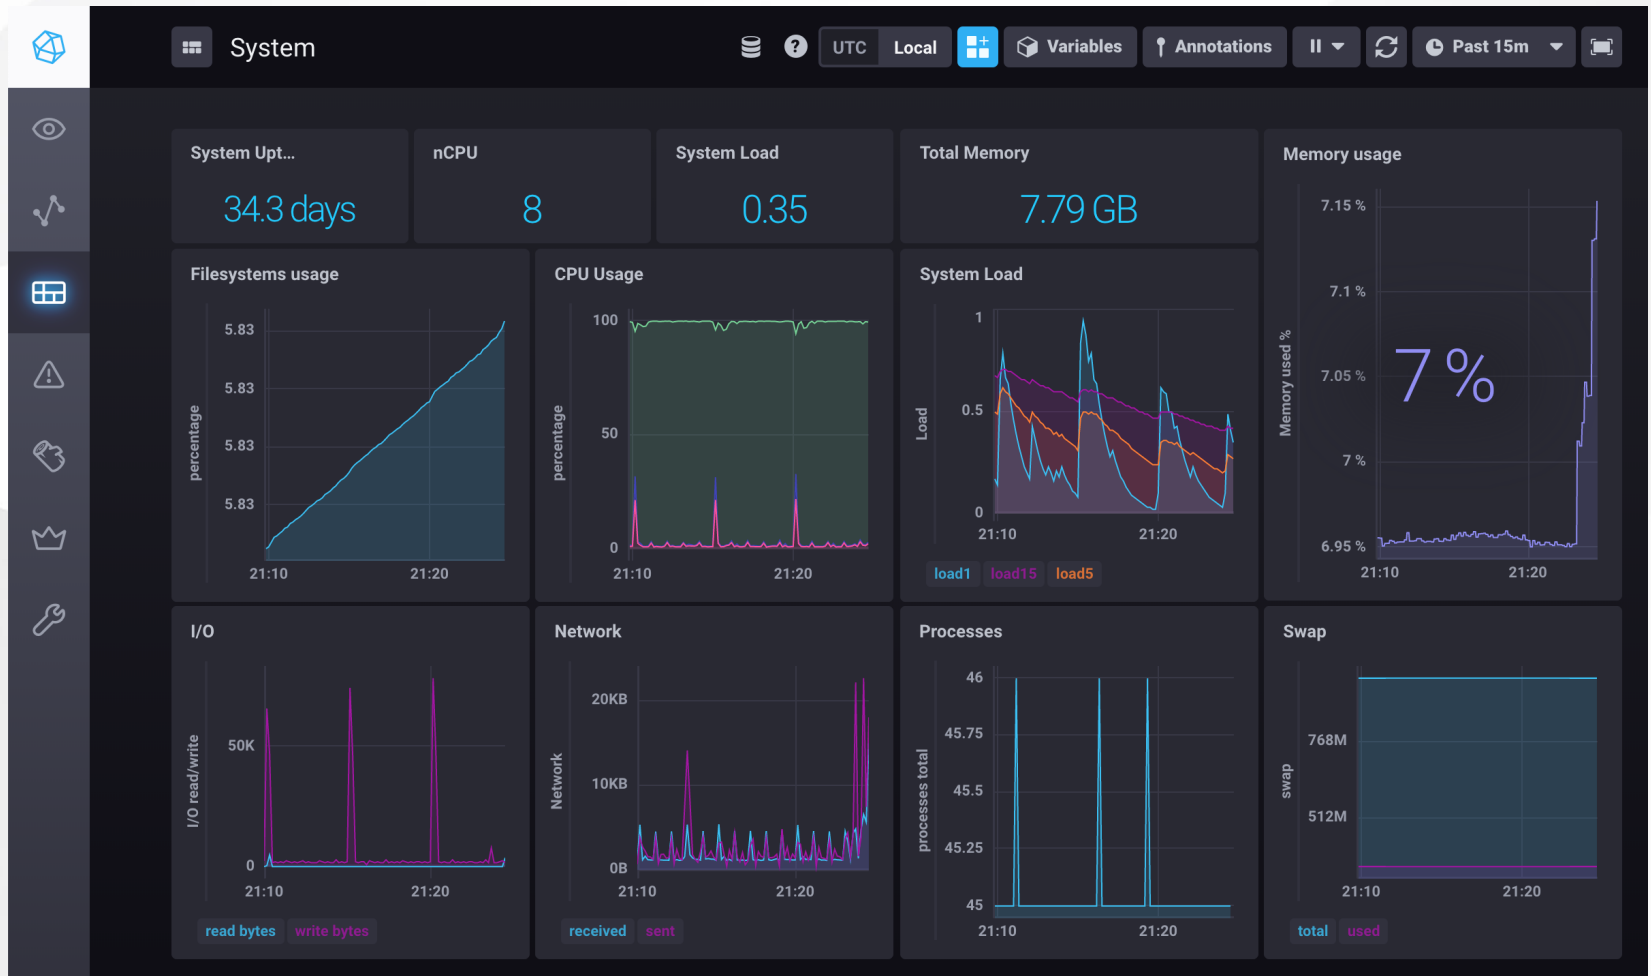 System
UTC
Local
Variables
Annotations
Past 15m
System Upt...
34.3 days
nCPU
8
System Load
0.35
Total Memory
7.79 GB
Memory usage
7.15 %
7.1 %
7.05 %
7 %
6.95 %
Memory used %
7 %
21:10
21:20
Filesystems usage
percentage
5.83
5.83
5.83
5.83
21:10
21:20
CPU Usage
percentage
100
50
0
21:10
21:20
System Load
Load
1
0.5
0
21:10
21:20
load1
load15
load5
I/O
I/O read/write
50K
0
21:10
21:20
read bytes
write bytes
Network
Network
20KB
10KB
0B
21:10
21:20
received
sent
Processes
processes total
46
45.75
45.5
45.25
45
21:10
21:20
Swap
swap
768M
512M
21:10
21:20
total
used